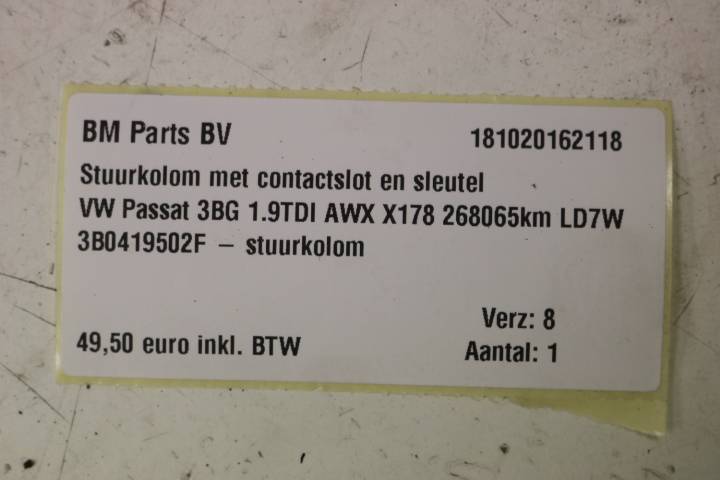 BM Parts BV 181020162118
Stuurkolom met contactslot en sleutel
VW Passat 3BG 1.9TDI AWX X178 268065km LD7W
3B0419502F – stuurkolom
Verz: 8
49,50 euro inkl. BTW Aantal: 1